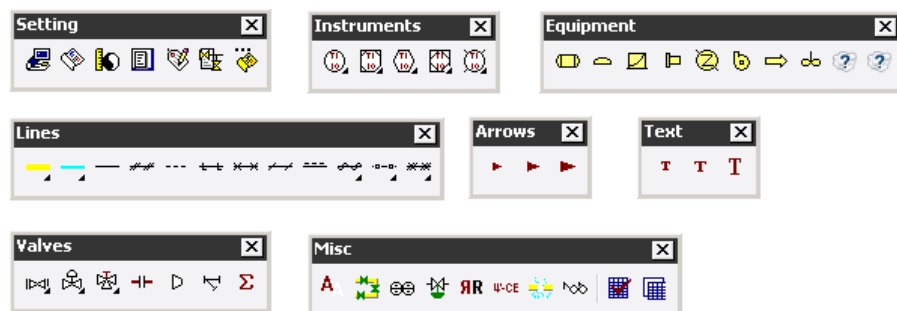 Setting
Instruments
Equipment
Lines
Arrows
Text
T T T
Valves
Σ
Misc
A A
ЯR
Ψ-CE